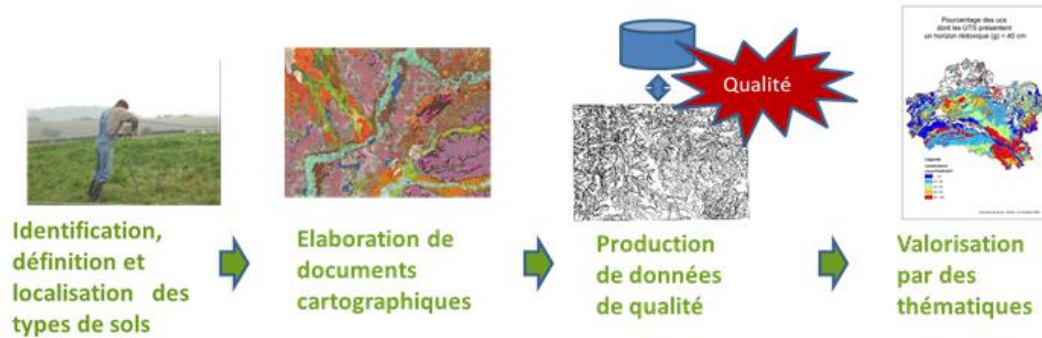 Pourcentage des ucs
dont les UTS présentent
un horizon rédoxique (g) < 40 cm
Qualité
Légende
Identification,
définition et
localisation des
types de sols
Elaboration de
documents
cartographiques
Production
de données
de qualité
Valorisation
par des
thématiques